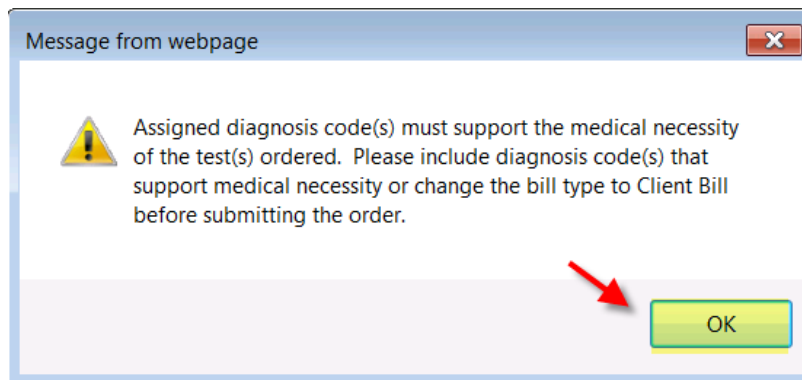 Message from webpage
Assigned diagnosis code(s) must support the medical necessity
of the test(s) ordered.  Please include diagnosis code(s) that
support medical necessity or change the bill type to Client Bill
before submitting the order.
OK